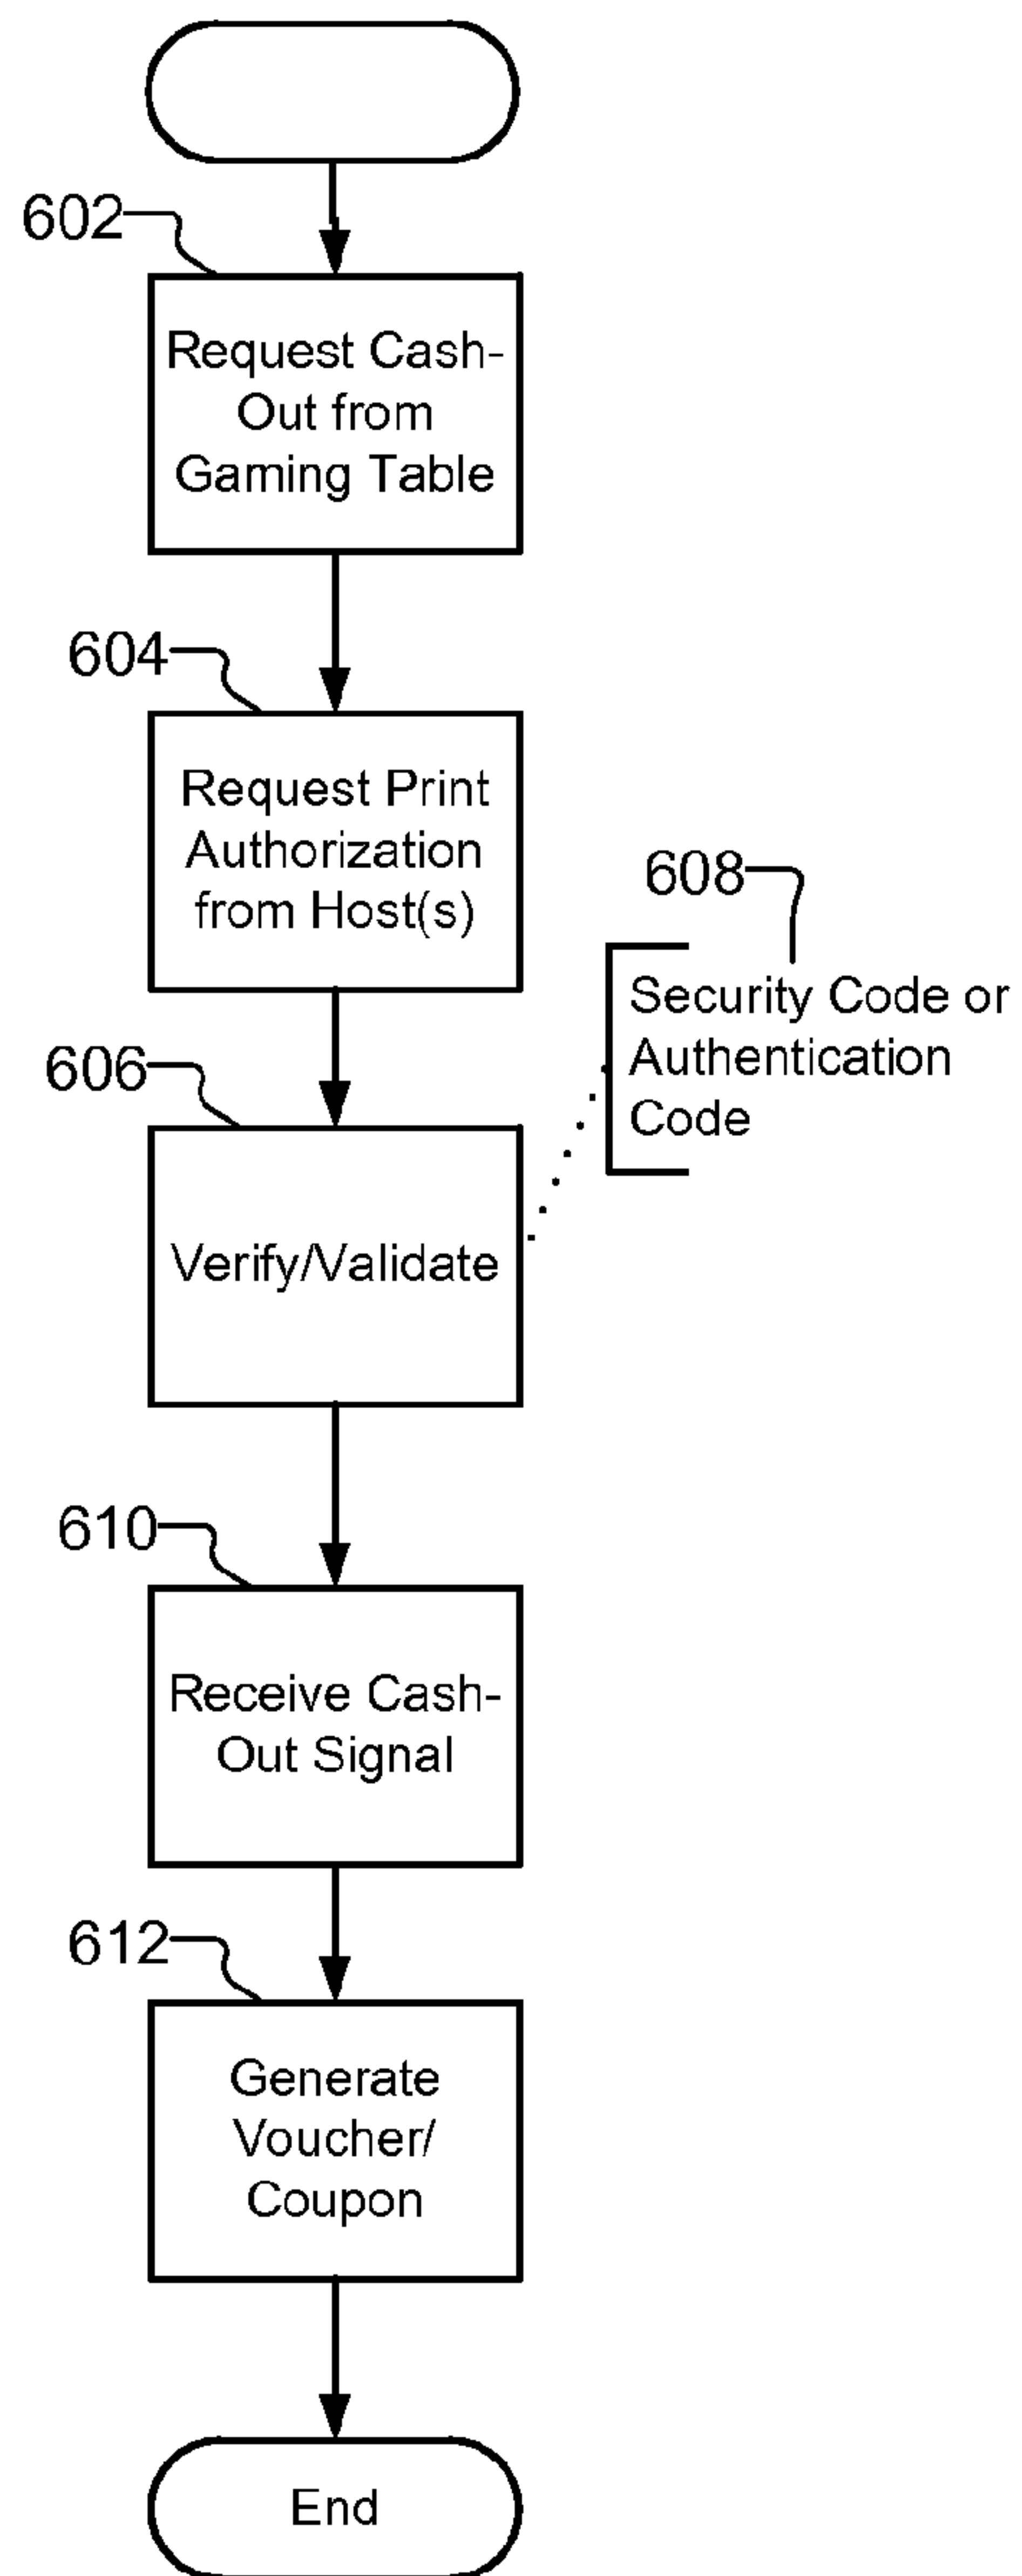 602
Request Cash-
Out from
Gaming Table
604
Request Print
Authorization
from Host(s)
608
Security Code or
Authentication
Code
606
Verify/Validate
610
Receive Cash-
Out Signal
612
Generate
Voucher/
Coupon
End